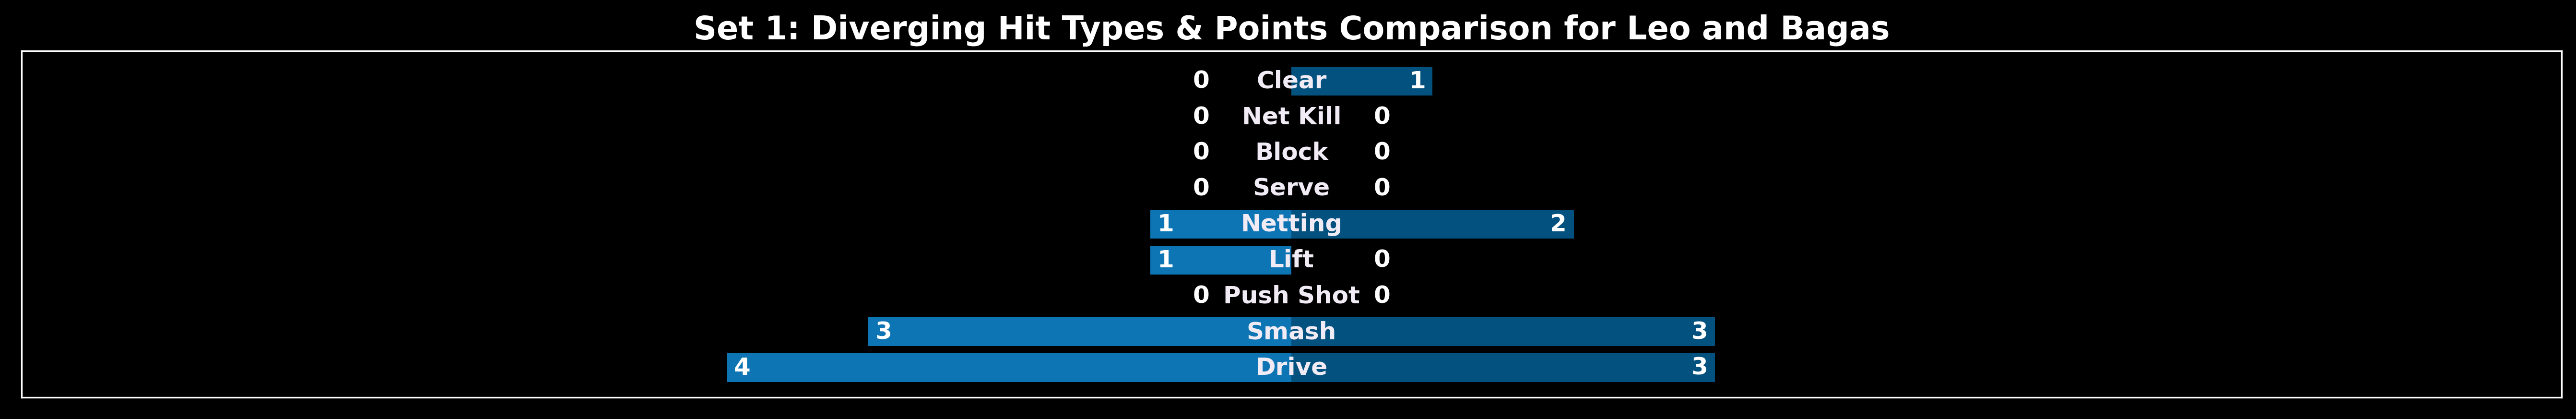 Set 1: Diverging Hit Types & Points Comparison for Leo and Bagas
0 Clear 1
0 Net Kill 0
0 Block 0
0 Serve 0
1 Netting 2
1 Lift 0
0 Push Shot 0
3 Smash 3
4 Drive 3